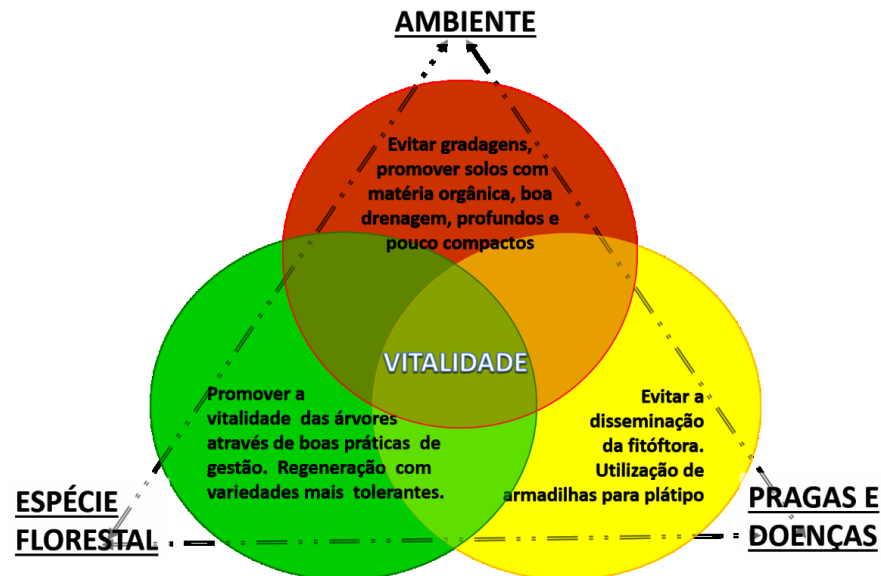 AMBIENTE
Evitar gradagens,
promover solos com
matéria orgânica, boa
drenagem, profundos e
pouco compactos
VITALIDADE
Promover a
vitalidade das árvores
através de boas práticas de
gestão. Regeneração com
variedades mais tolerantes.
Evitar a
disseminação
da fitóftora.
Utilização de
armadilhas para plátipo
ESPÉCIE
FLORESTAL
PRAGAS E
DOENÇAS